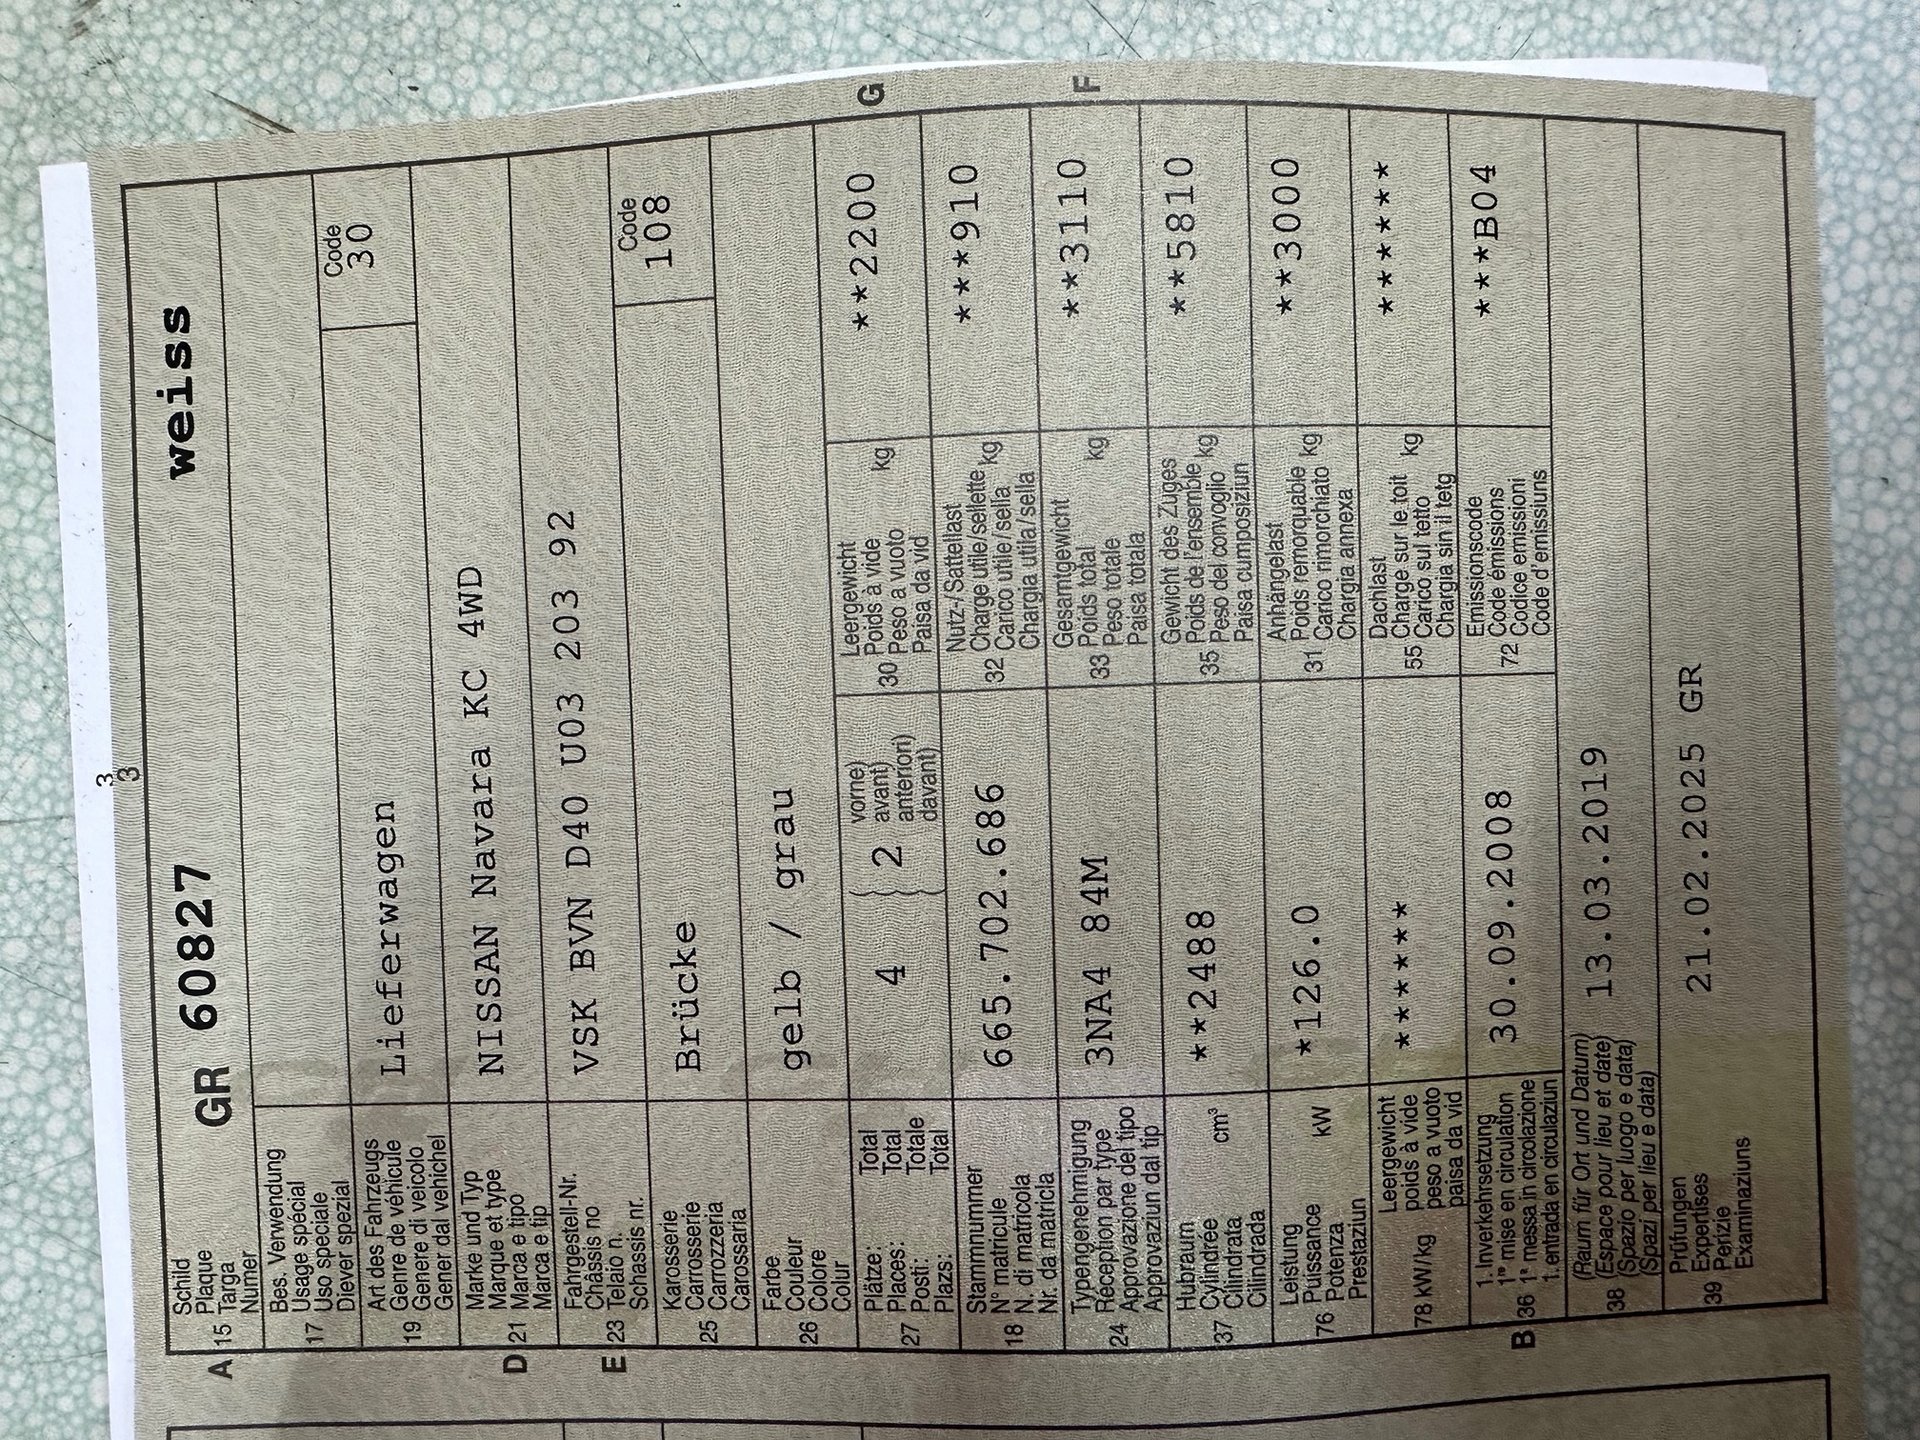 3
3
Schild
Plaque
A 15 Targa
Numer
GR 60827 weiss
Bes. Verwendung
Usage spécial
17 Uso speciale
Diever spezial
Art des Fahrzeugs
Genre de véhicule
19 Genere di veicolo
Gener dal vehichel
Lieferwagen
Code
30
Marke und Typ
Marque et type
D 21 Marca e tipo
Marca e tip
NISSAN Navara KC 4WD
Fahrgestell-Nr.
Châssis no
E 23 Telaio n.
Schassis nr.
VSK BVN D40 U03 203 92
Karosserie
Carrosserie
25 Carrozzeria
Carossaria
Brücke
Code
108
Farbe
Couleur
26 Colore
Colur
gelb / grau
Plätze: Total
Places: Total
27 Posti: Totale
Plazs: Total
4 2
vorne)
avant)
anteriori)
davant)
Leergewicht
Poids à vide
30 Peso a vuoto kg
Paisa da vid
**2200 G
Stammnummer
N° matricule
18 N. di matricola
Nr. da matricla
665.702.686
Nutz-/Sattellast
Charge utile/sellette
32 Carico utile/sella kg
Chargia utila/sella
***910
Typengenehmigung
Réception par type
24 Approvazione del tipo
Approvaziun dal tip
3NA4 84M
Gesamtgewicht
Poids total
33 Peso totale kg
Paisa totala
**3110 F
Hubraum
Cylindrée
37 Cilindrata cm³
Cilindrada
**2488
Gewicht des Zuges
Poids de l'ensemble
35 Peso del convoglio kg
Paisa cumposiziun
**5810
Leistung
Puissance
76 Potenza kW
Prestaziun
*126.0
Anhängelast
Poids remorquable
31 Carico rimorchiato kg
Chargia annexa
**3000
Leergewicht
poids à vide
78 kW/kg peso a vuoto
paisa da vid
*******
Dachlast
Charge sur le toit
55 Carico sul tetto kg
Chargia sin il tetg
*******
1. Inverkehrsetzung
1re mise en circulation
B 36 1a messa in circolazione
1. entrada en circulaziun
30.09.2008
Emissionscode
Code émissions
72 Codice emissioni
Code d'emissiuns
***B04
(Raum für Ort und Datum)
(Espace pour lieu et date)
38 (Spazio per luogo e data)
(Spazi per lieu e data)
13.03.2019
Prüfungen
Expertises
39 Perizie
Examinaziuns
21.02.2025 GR